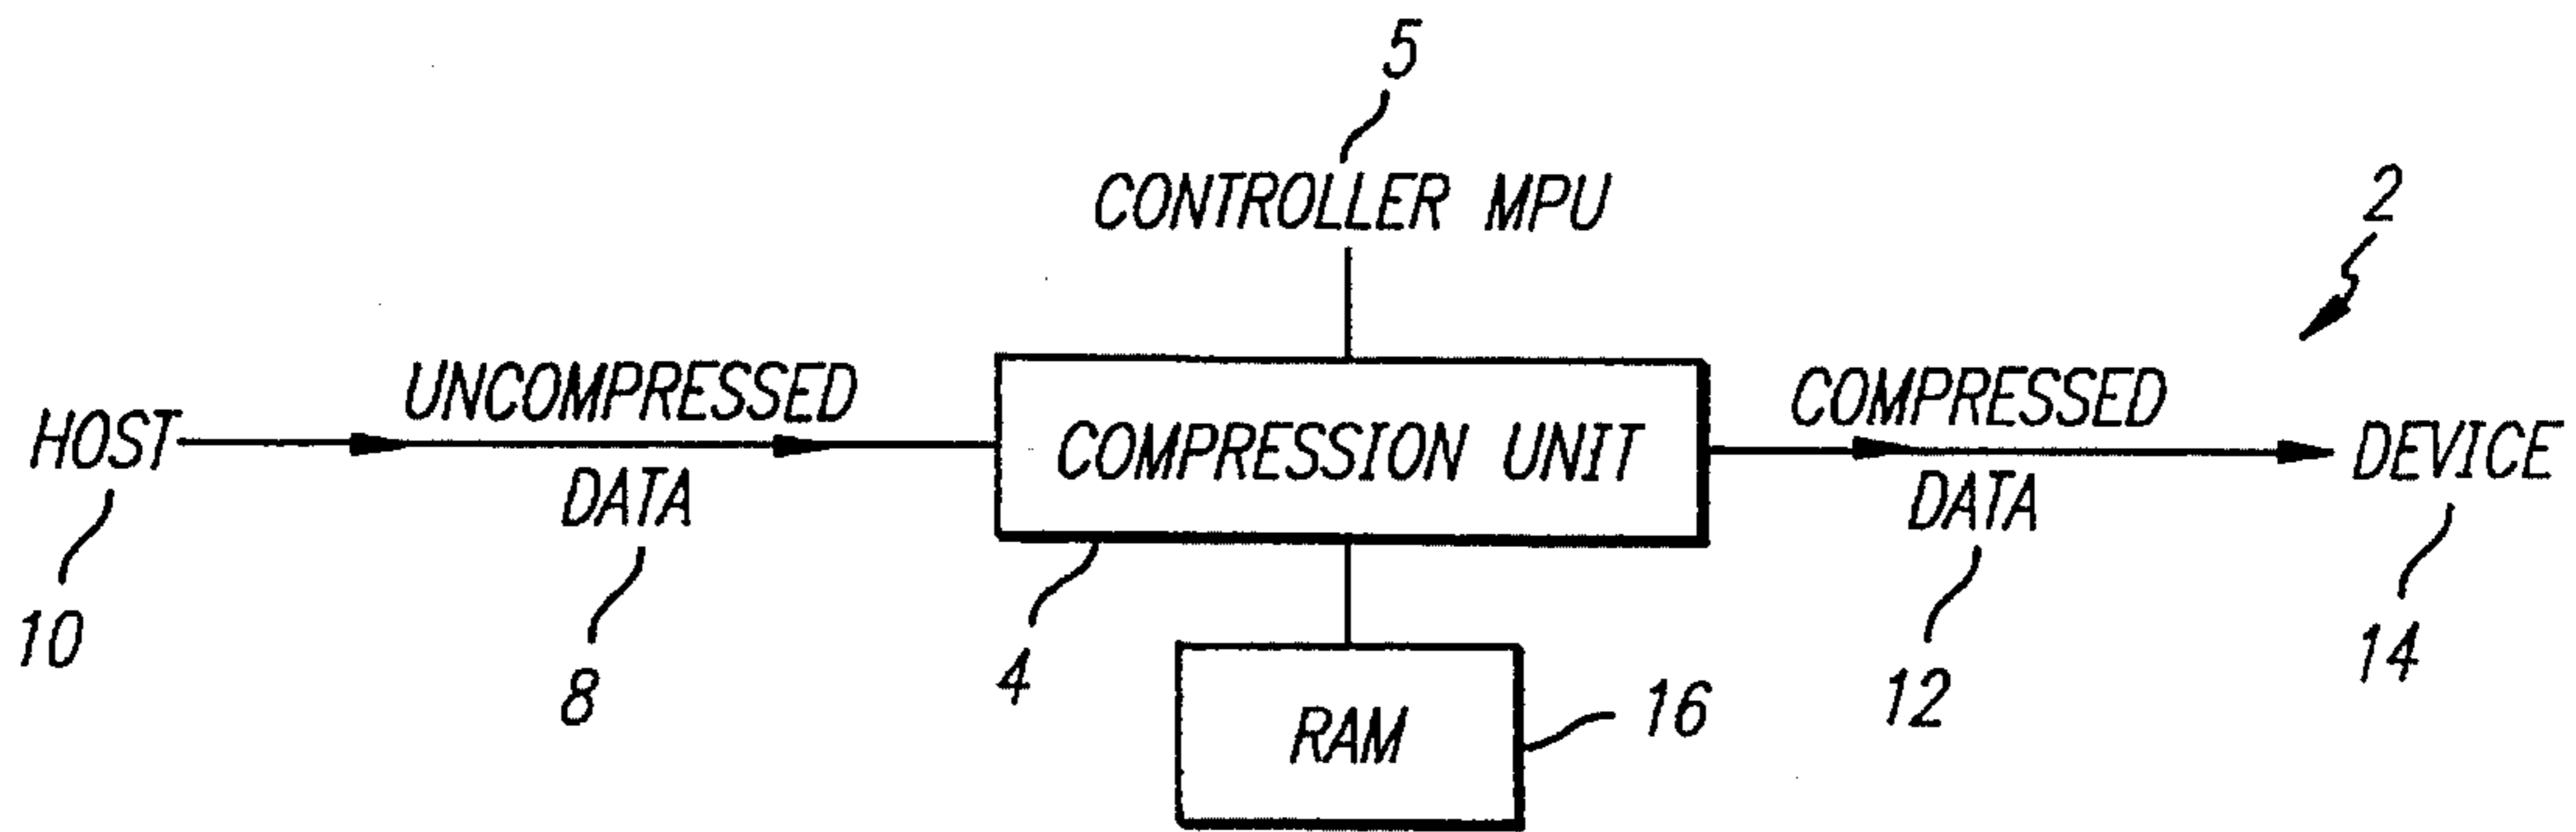 5
CONTROLLER MPU
2
UNCOMPRESSED
COMPRESSED
HOST
COMPRESSION UNIT
DEVICE
DATA
DATA
10
8
4
12
14
RAM
16